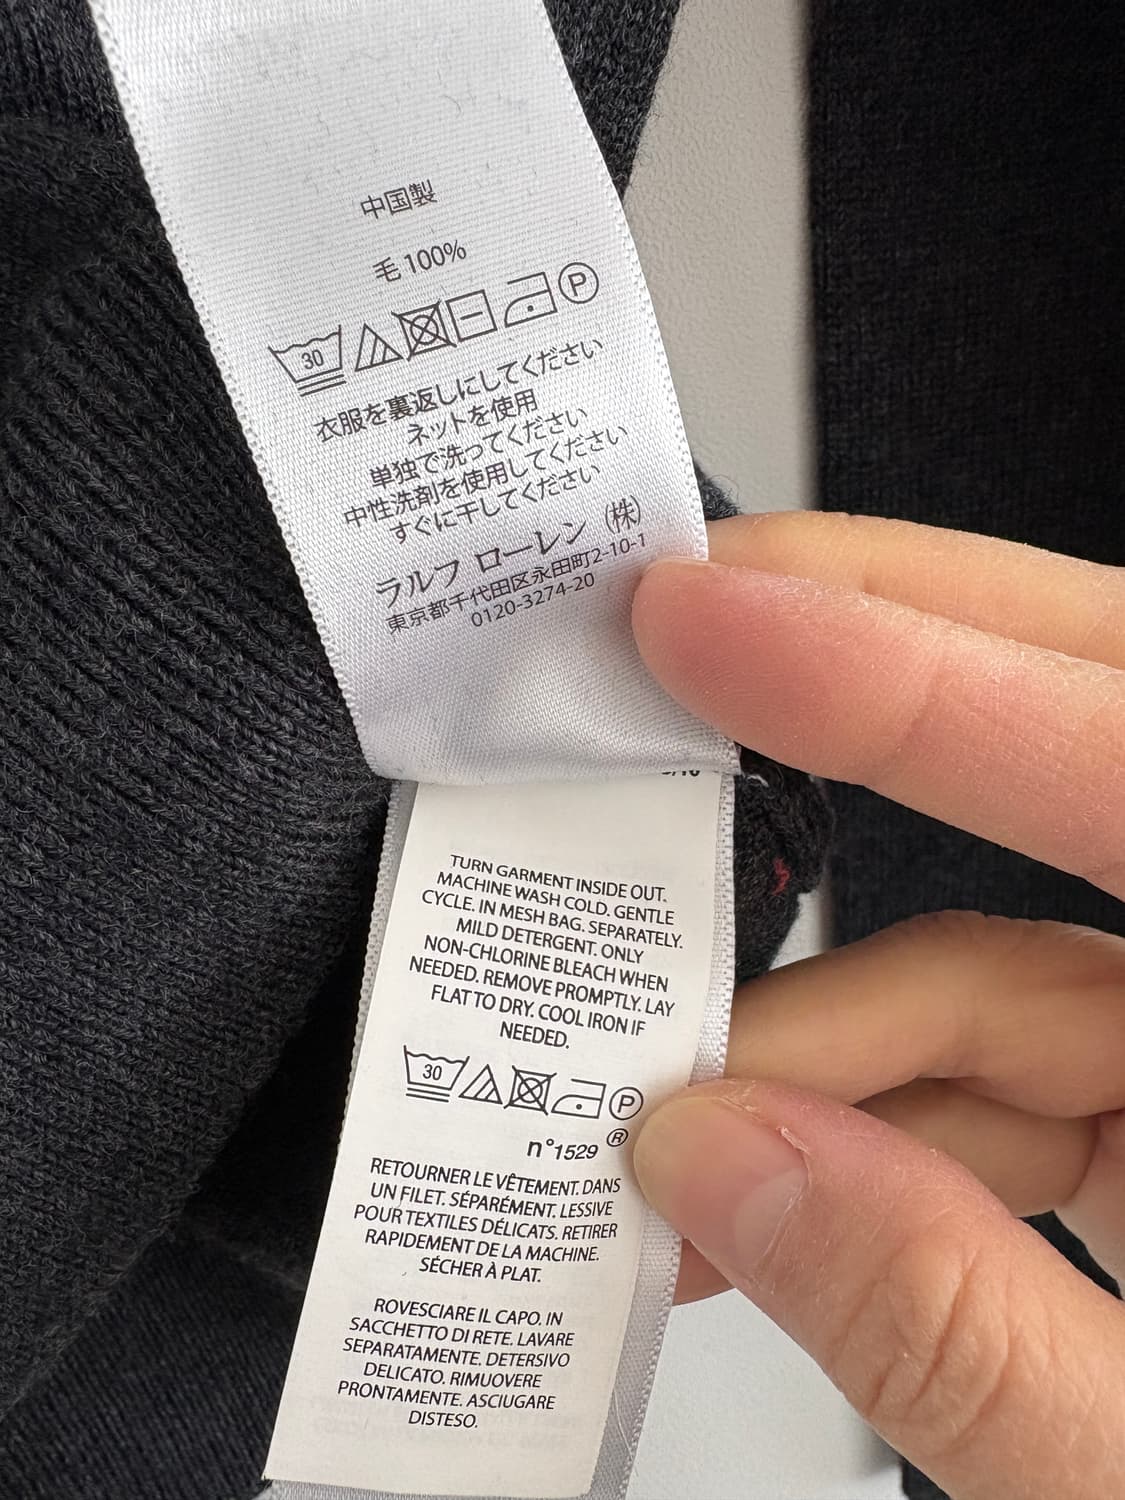 中国製
毛 100%
30 P
衣服を裏返しにしてください
ネットを使用
単独で洗ってください
中性洗剤を使用してください
すぐに干してください
ラルフ ローレン (株)
東京都千代田区永田町2-10-1
0120-3274-20
TURN GARMENT INSIDE OUT.
MACHINE WASH COLD. GENTLE
CYCLE. IN MESH BAG. SEPARATELY.
MILD DETERGENT. ONLY
NON-CHLORINE BLEACH WHEN
NEEDED. REMOVE PROMPTLY. LAY
FLAT TO DRY. COOL IRON IF
NEEDED.
30 P
n°1529 ®
RETOURNER LE VÊTEMENT. DANS
UN FILET. SÉPARÉMENT. LESSIVE
POUR TEXTILES DÉLICATS. RETIRER
RAPIDEMENT DE LA MACHINE.
SÉCHER À PLAT.
ROVESCIARE IL CAPO. IN
SACCHETTO DI RETE. LAVARE
SEPARATAMENTE. DETERSIVO
DELICATO. RIMUOVERE
PRONTAMENTE. ASCIUGARE
DISTESO.